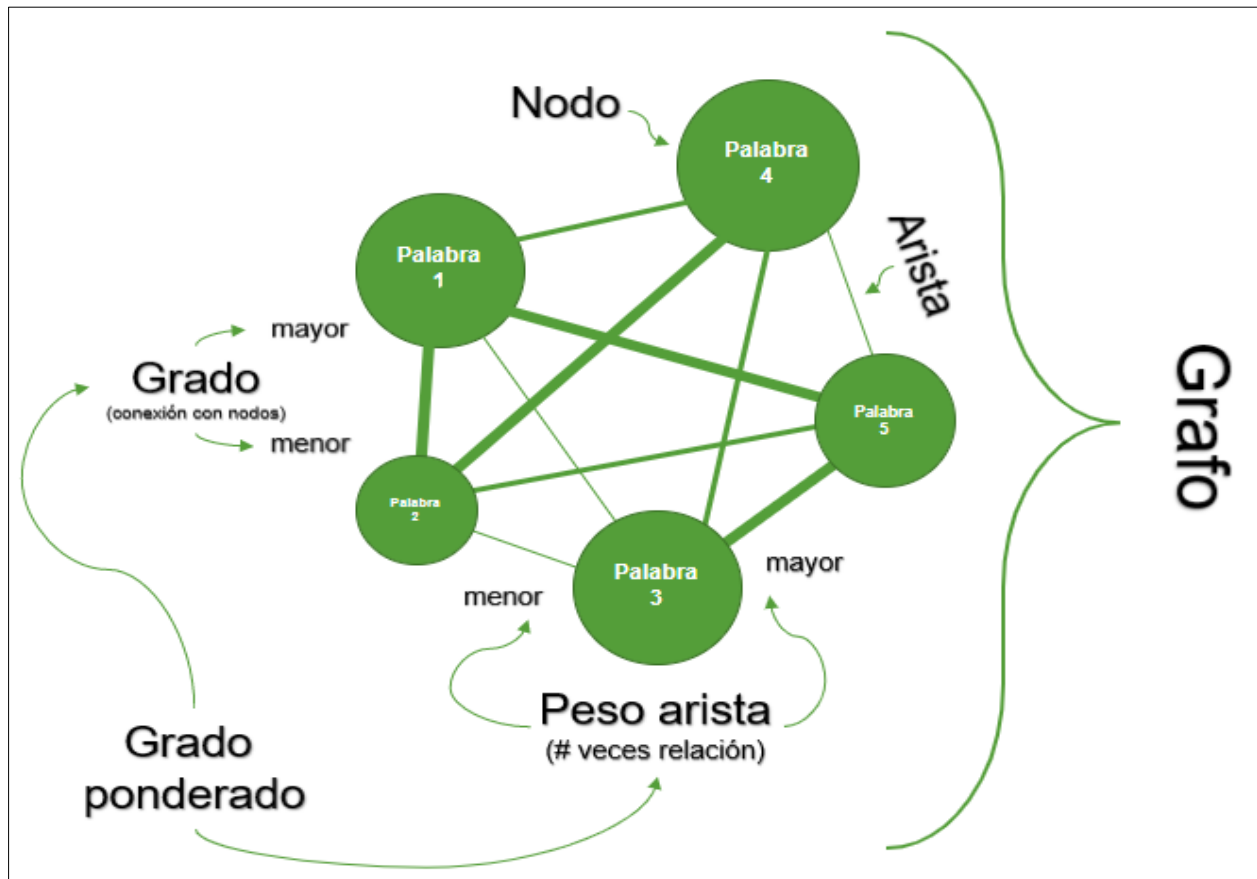 Nodo
Palabra
4
Arista
Palabra
1
mayor
Grado
(conexión con nodos)
menor
Palabra
5
Grafo
Palabra
2
Palabra
3
mayor
menor
Peso arista
(# veces relación)
Grado
ponderado